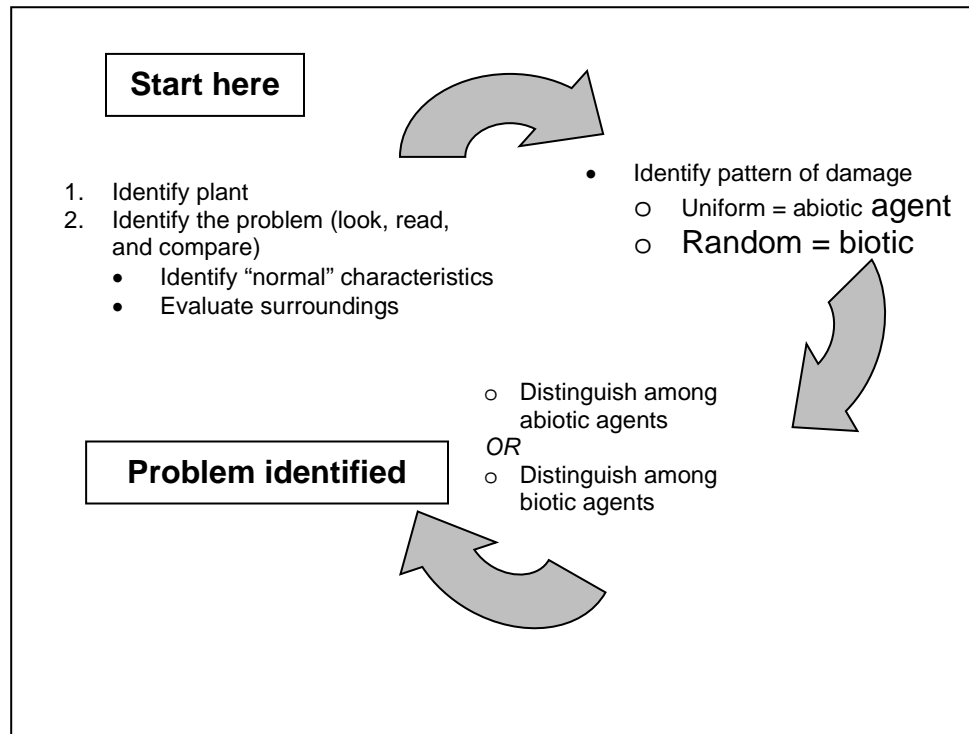 Start here
1. Identify plant
2. Identify the problem (look, read,
and compare)
• Identify “normal” characteristics
• Evaluate surroundings
• Identify pattern of damage
o Uniform = abiotic agent
o Random = biotic
o Distinguish among
abiotic agents
OR
o Distinguish among
biotic agents
Problem identified